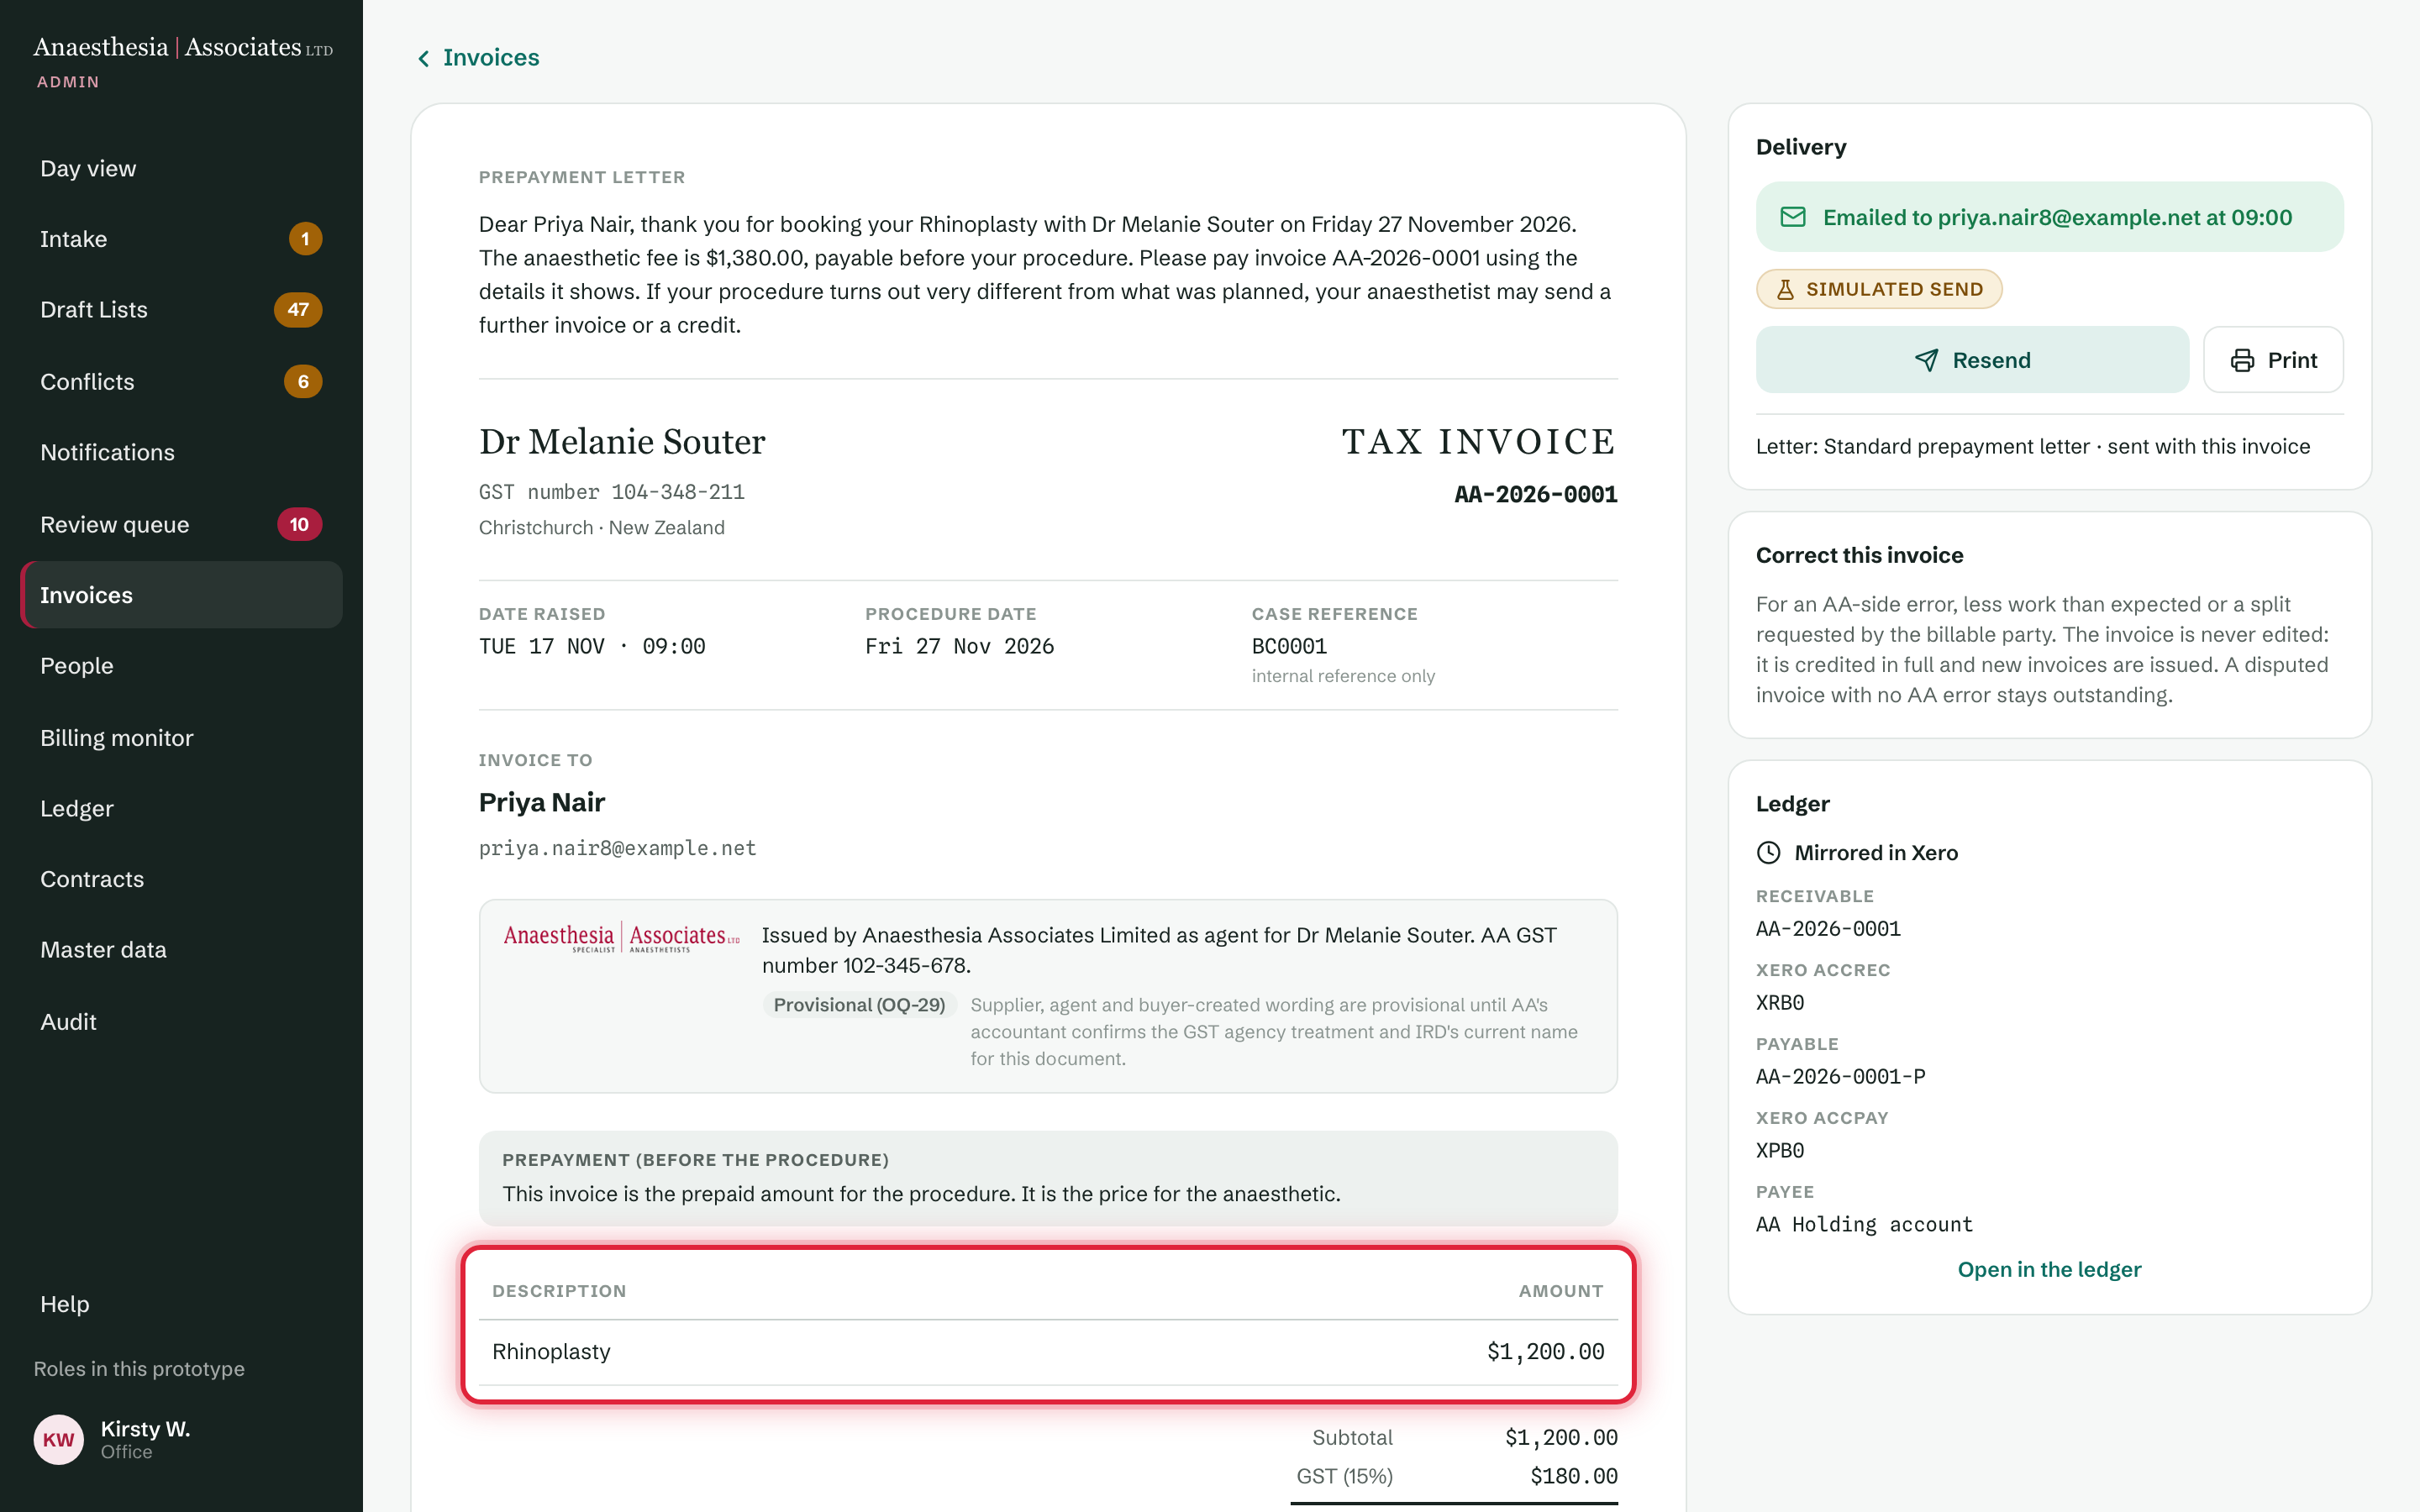 Anaesthesia | Associates LTD
ADMIN
Day view
Intake 1
Draft Lists 47
Conflicts 6
Notifications
Review queue 10
Invoices
People
Billing monitor
Ledger
Contracts
Master data
Audit
Help
Roles in this prototype
KW
Kirsty W.
Office
Invoices
PREPAYMENT LETTER
Dear Priya Nair, thank you for booking your Rhinoplasty with Dr Melanie Souter on Friday 27 November 2026.
The anaesthetic fee is $1,380.00, payable before your procedure. Please pay invoice AA-2026-0001 using the
details it shows. If your procedure turns out very different from what was planned, your anaesthetist may send a
further invoice or a credit.
Dr Melanie Souter
GST number 104-348-211
Christchurch · New Zealand
TAX INVOICE
AA-2026-0001
DATE RAISED
TUE 17 NOV · 09:00
PROCEDURE DATE
Fri 27 Nov 2026
CASE REFERENCE
BC0001
internal reference only
INVOICE TO
Priya Nair
priya.nair8@example.net
Anaesthesia | Associates LTD
SPECIALIST ANAESTHETISTS
Issued by Anaesthesia Associates Limited as agent for Dr Melanie Souter. AA GST
number 102-345-678.
Provisional (OQ-29)
Supplier, agent and buyer-created wording are provisional until AA's
accountant confirms the GST agency treatment and IRD's current name
for this document.
PREPAYMENT (BEFORE THE PROCEDURE)
This invoice is the prepaid amount for the procedure. It is the price for the anaesthetic.
DESCRIPTION AMOUNT
Rhinoplasty $1,200.00
Subtotal $1,200.00
GST (15%) $180.00
Delivery
Emailed to priya.nair8@example.net at 09:00
SIMULATED SEND
Resend
Print
Letter: Standard prepayment letter · sent with this invoice
Correct this invoice
For an AA-side error, less work than expected or a split
requested by the billable party. The invoice is never edited:
it is credited in full and new invoices are issued. A disputed
invoice with no AA error stays outstanding.
Ledger
Mirrored in Xero
RECEIVABLE
AA-2026-0001
XERO ACCREC
XRB0
PAYABLE
AA-2026-0001-P
XERO ACCPAY
XPB0
PAYEE
AA Holding account
Open in the ledger